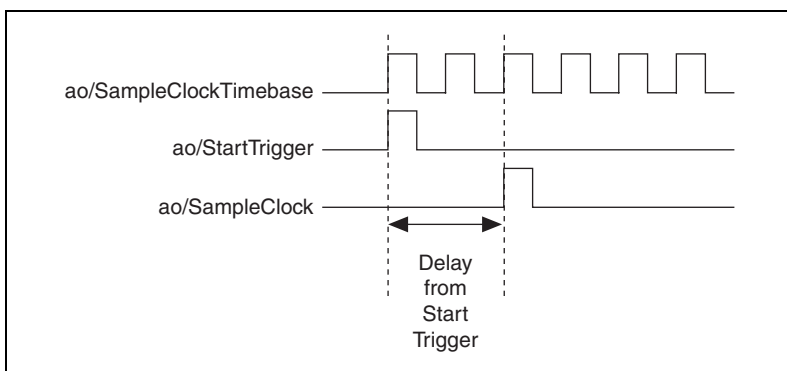 ao/SampleClockTimebase
ao/StartTrigger
ao/SampleClock
Delay
from
Start
Trigger